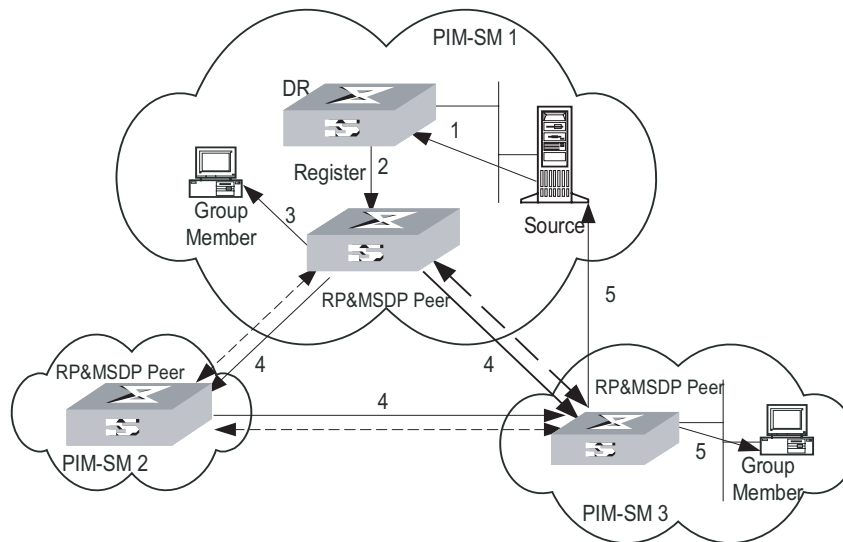 PIM-SM 1
DR
1
Register
2
3
Group
Member
Source
RP&MSDP Peer
5
4
4
RP&MSDP Peer
RP&MSDP Peer
4
PIM-SM 2
5
Group
Member
PIM-SM 3